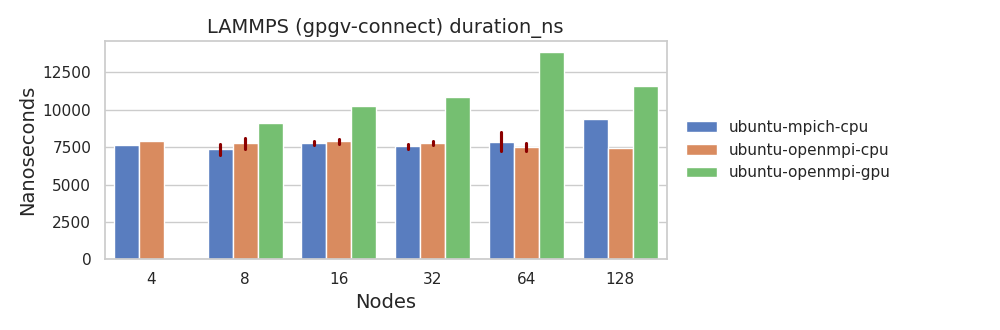 LAMMPS (gpgv-connect) duration_ns
Nanoseconds
12500
10000
7500
5000
2500
0
4 8 16 32 64 128
Nodes
ubuntu-mpich-cpu
ubuntu-openmpi-cpu
ubuntu-openmpi-gpu